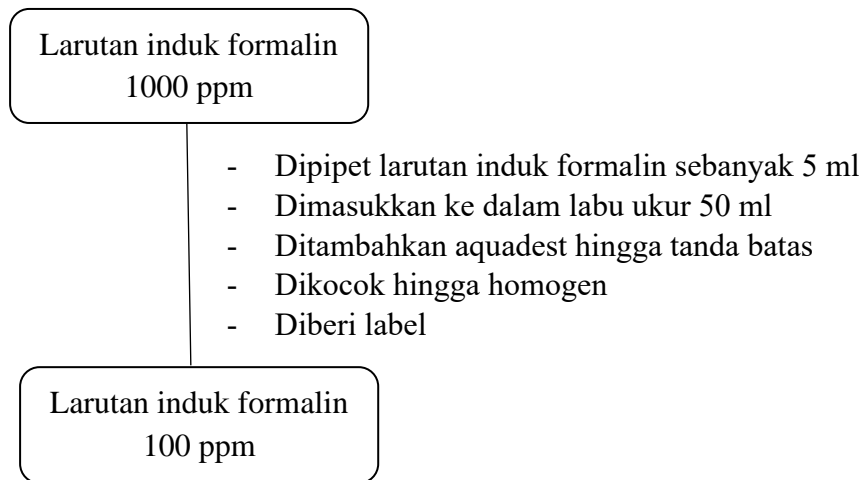 Larutan induk formalin
1000 ppm
- Dipipet larutan induk formalin sebanyak 5 ml
- Dimasukkan ke dalam labu ukur 50 ml
- Ditambahkan aquadest hingga tanda batas
- Dikocok hingga homogen
- Diberi label
Larutan induk formalin
100 ppm